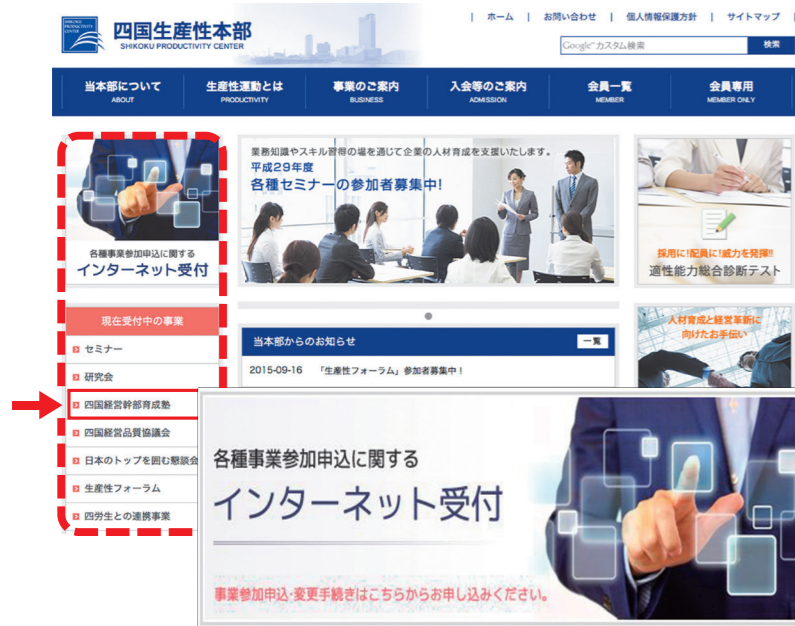 SHIKOKU PRODUCTIVITY CENTER
四国生産性本部
SHIKOKU PRODUCTIVITY CENTER
| ホーム | お問い合わせ | 個人情報保護方針 | サイトマップ |
Google™ カスタム検索
検索
当本部について
ABOUT
生産性運動とは
PRODUCTIVITY
事業のご案内
BUSINESS
入会等のご案内
ADMISSION
会員一覧
MEMBER
会員専用
MEMBER ONLY
各種事業参加申込に関する
インターネット受付
業務知識やスキル習得の場を通じて企業の人材育成を支援いたします。
平成29年度
各種セミナーの参加者募集中!
採用に!配員に!威力を発揮!!
適性能力総合診断テスト
現在受付中の事業
セミナー
研究会
四国経営幹部育成塾
四国経営品質協議会
日本のトップを囲む懇談会
生産性フォーラム
四労生との連携事業
当本部からのお知らせ
一覧
2015-09-16 「生産性フォーラム」参加者募集中!
人材育成と経営革新に
向けたお手伝い
各種事業参加申込に関する
インターネット受付
事業参加申込・変更手続きはこちらからお申し込みください。